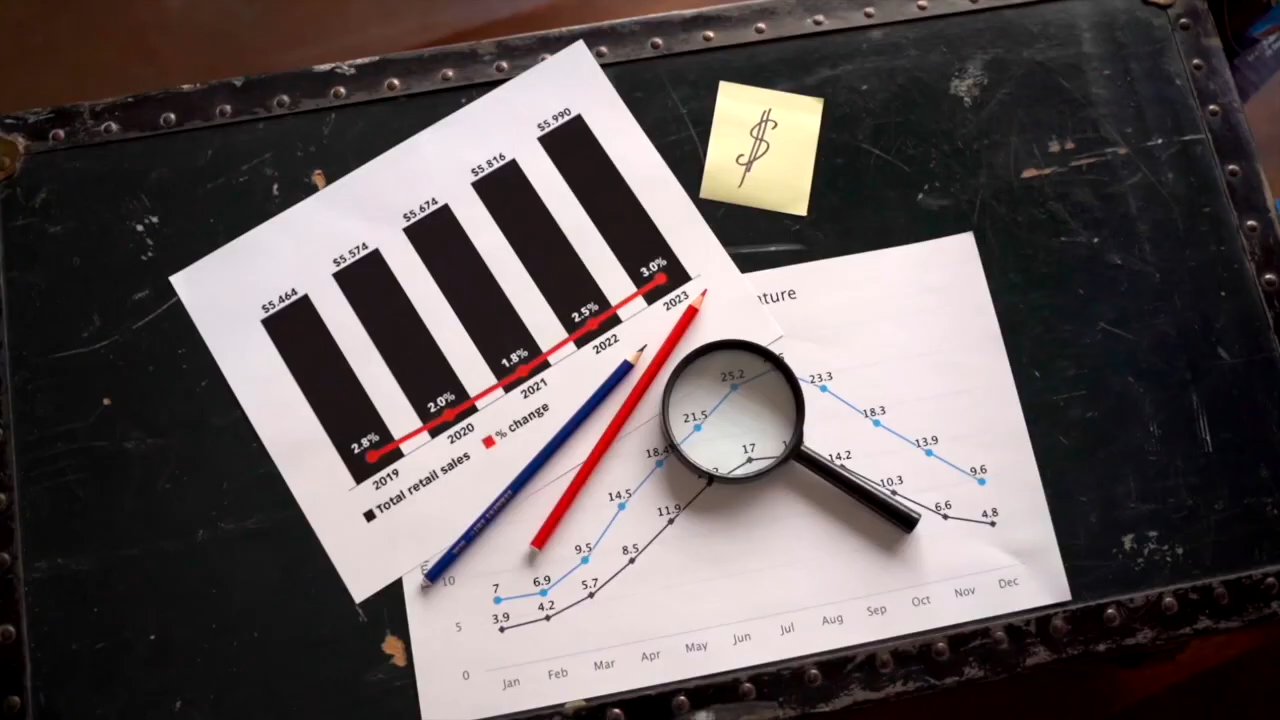 $5.464
$5.574
$5.674
$5.816
$5.990
2.8%
2.0%
1.8%
2.5%
3.0%
2019
2020
2021
2022
2023
Total retail sales
% change
$
7
6.9
9.5
14.5
18.4
21.5
25.2
23.3
18.3
13.9
9.6
3.9
4.2
5.7
8.5
11.9
17
14.2
10.3
6.6
4.8
10
5
0
Jan
Feb
Mar
Apr
May
Jun
Jul
Aug
Sep
Oct
Nov
Dec